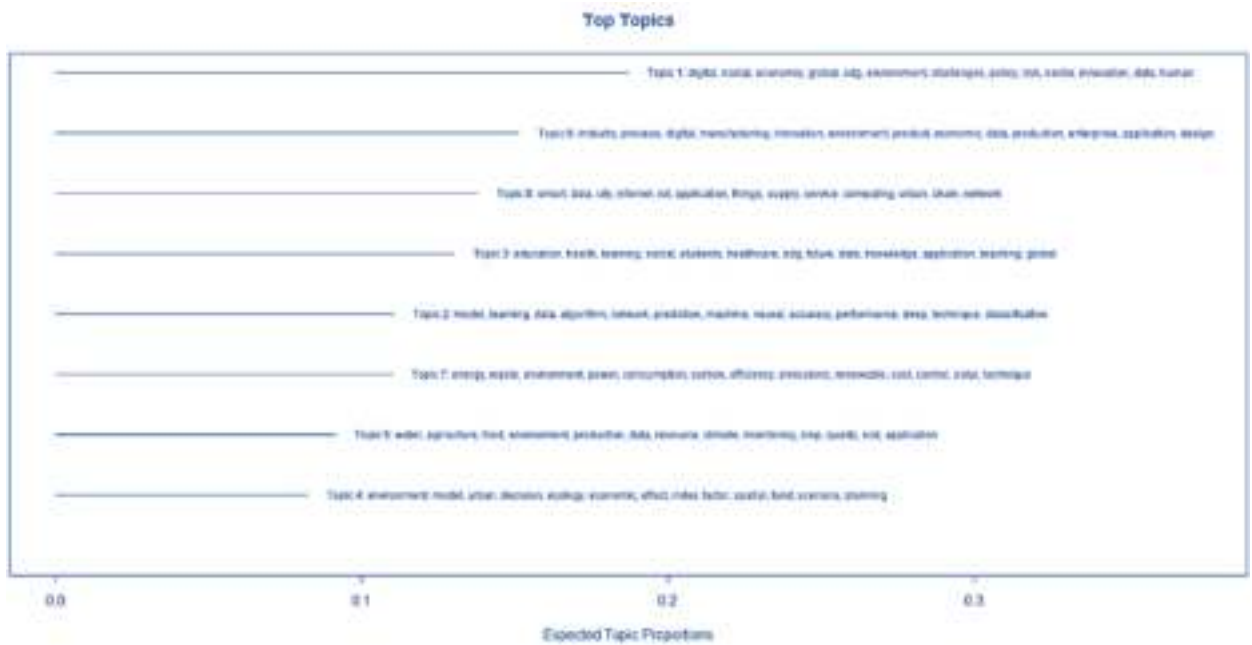 Top Topics
Topic 1: digital, social, economic, global, sdg, environment, challenges, policy, risk, sector, innovation, data, human
Topic 6: industry, process, digital, manufacturing, innovation, environment, product, economic, data, production, enterprise, application, design
Topic 8: smart, data, city, internet, iot, application, things, supply, service, computing, urban, chain, network
Topic 3: education, health, learning, social, students, healthcare, sdg, future, data, knowledge, application, teaching, global
Topic 2: model, learning, data, algorithm, network, prediction, machine, neural, accuracy, performance, deep, technique, classification
Topic 7: energy, waste, environment, power, consumption, carbon, efficiency, emissions, renewable, cost, control, solar, technique
Topic 5: water, agriculture, food, environment, production, data, resource, climate, monitoring, crop, quality, soil, application
Topic 4: environment, model, urban, decision, ecology, economic, effect, index, factor, spatial, land, scenario, planning
0.0 0.1 0.2 0.3
Expected Topic Proportions